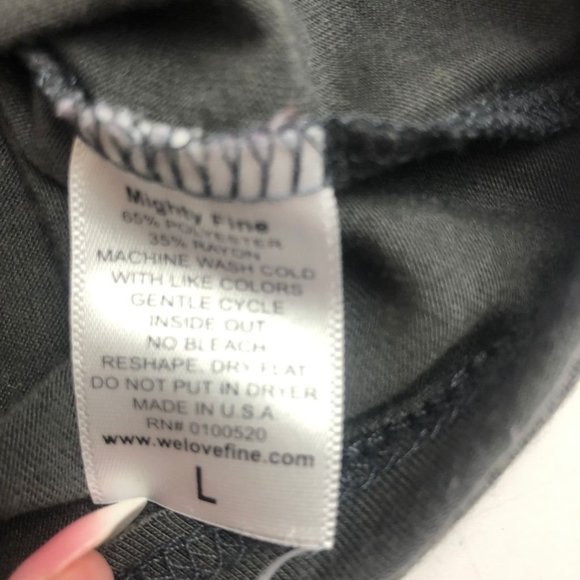 Mighty Fine
65% POLYESTER
35% RAYON
MACHINE WASH COLD
WITH LIKE COLORS
GENTLE CYCLE
INSIDE OUT
NO BLEACH
RESHAPE, DRY FLAT
DO NOT PUT IN DRYER
MADE IN U.S.A
RN# 0100520
www.welovefine.com
L